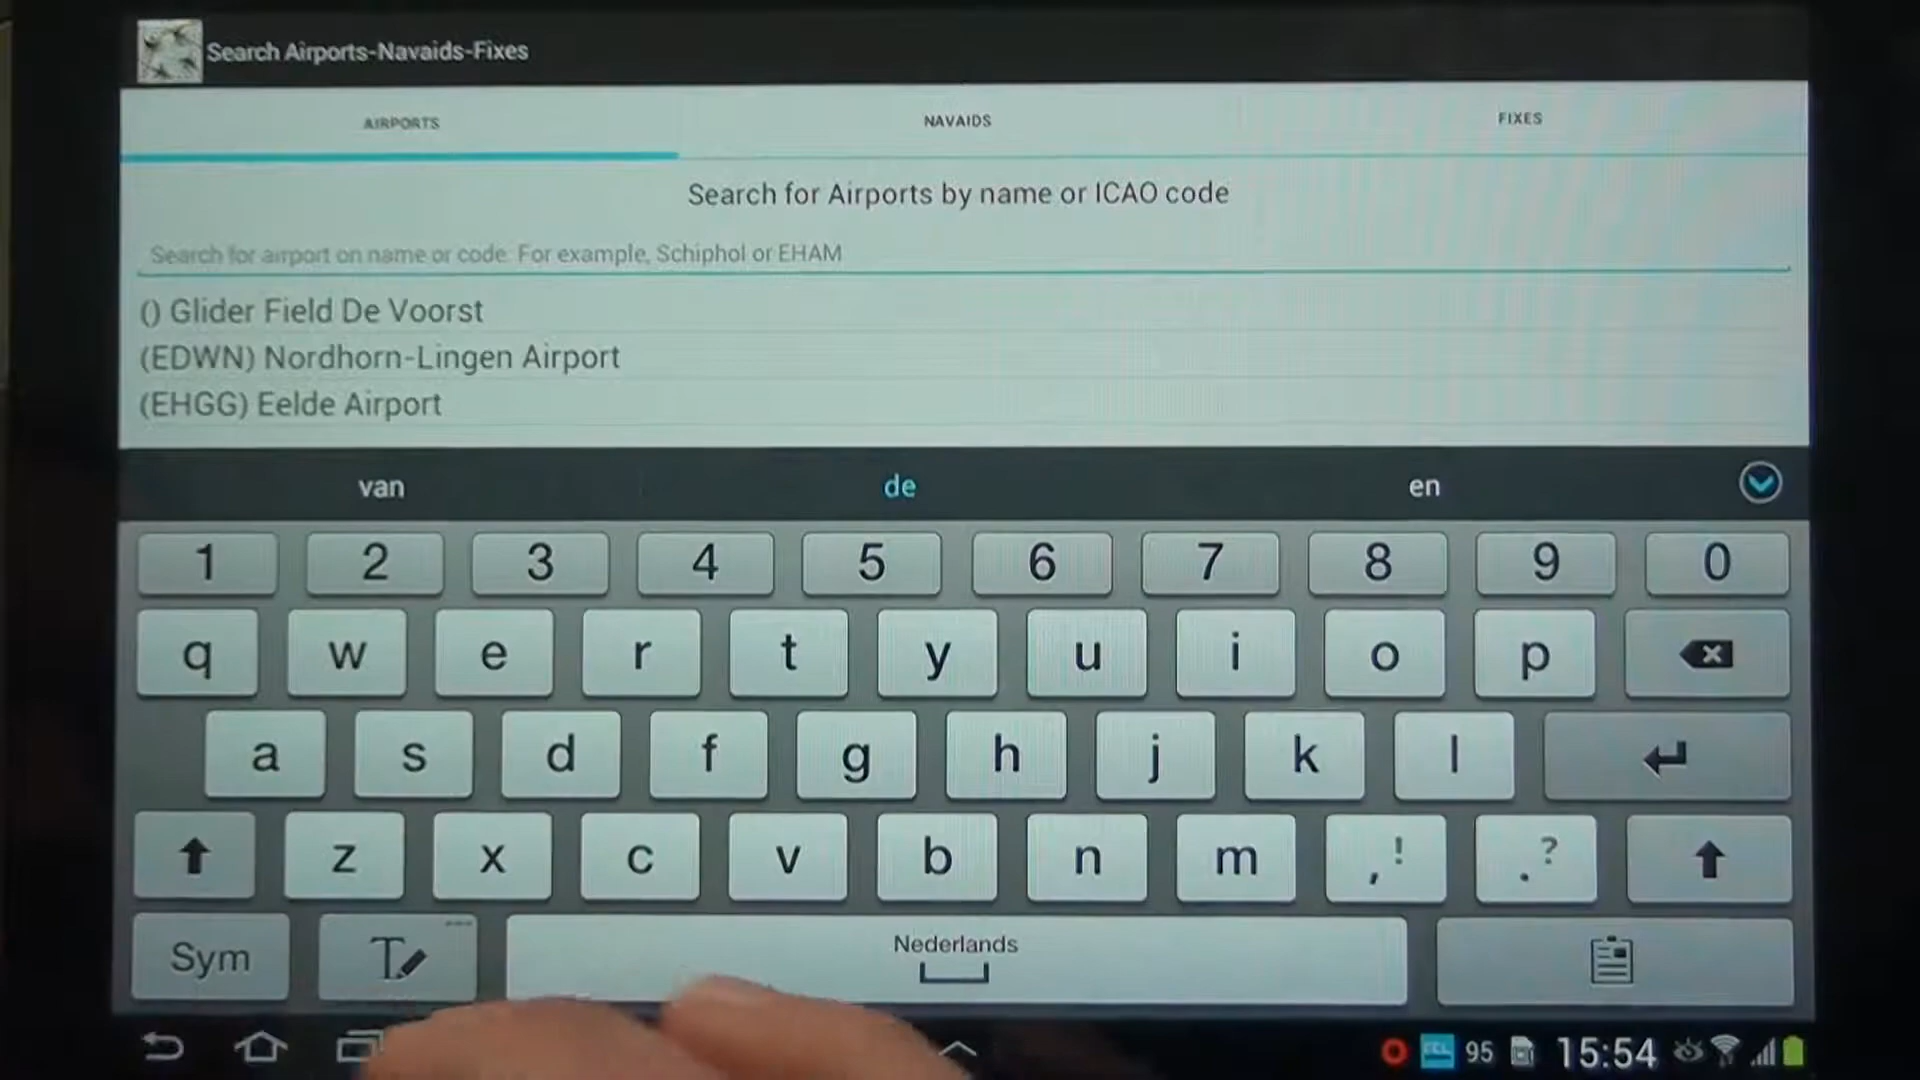 Search Airports-Navaids-Fixes
AIRPORTS NAVAIDS FIXES
Search for Airports by name or ICAO code
Search for airport on name or code. For example, Schiphol or EHAM
() Glider Field De Voorst
(EDWN) Nordhorn-Lingen Airport
(EHGG) Eelde Airport
van de en
1 2 3 4 5 6 7 8 9 0
q w e r t y u i o p
a s d f g h j k l
z x c v b n m , ! . ?
Sym T Nederlands
95 15:54